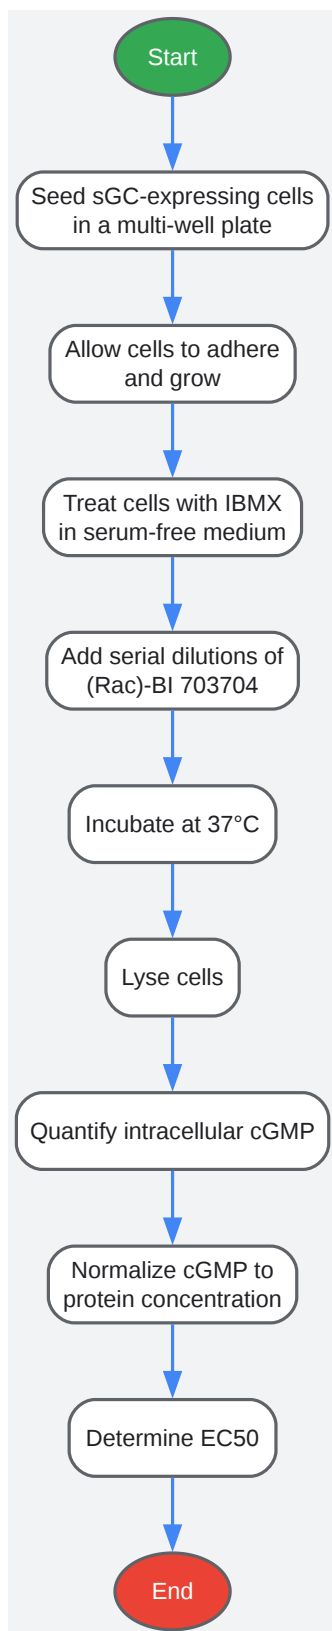 Start
Seed sGC-expressing cells
in a multi-well plate
Allow cells to adhere
and grow
Treat cells with IBMX
in serum-free medium
Add serial dilutions of
(Rac)-BI 703704
Incubate at 37°C
Lyse cells
Quantify intracellular cGMP
Normalize cGMP to
protein concentration
Determine EC50
End